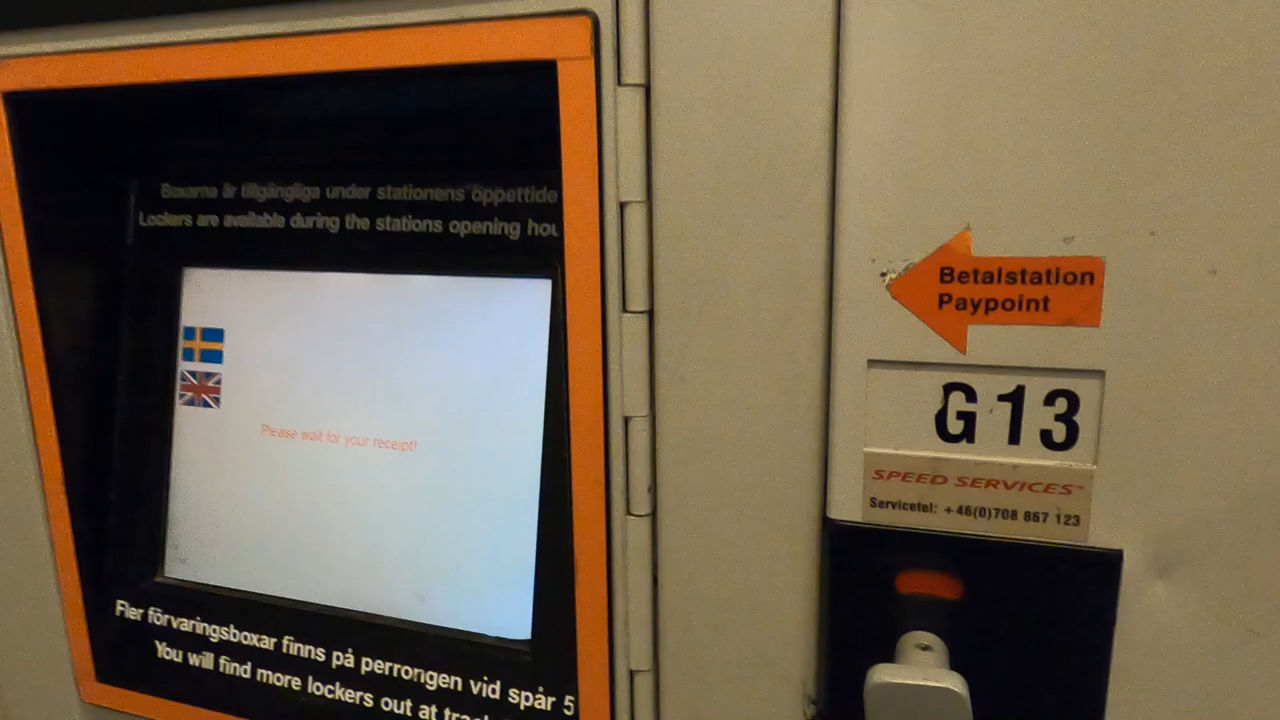 Boxarna är tillgängliga under stationens öppettide
Lockers are available during the stations opening hou
Please wait for your receipt!
Fler förvaringsboxar finns på perrongen vid spår 5
You will find more lockers out at trac
Betalstation
Paypoint
G13
SPEED SERVICES™
Servicetel: +46(0)708 867 123